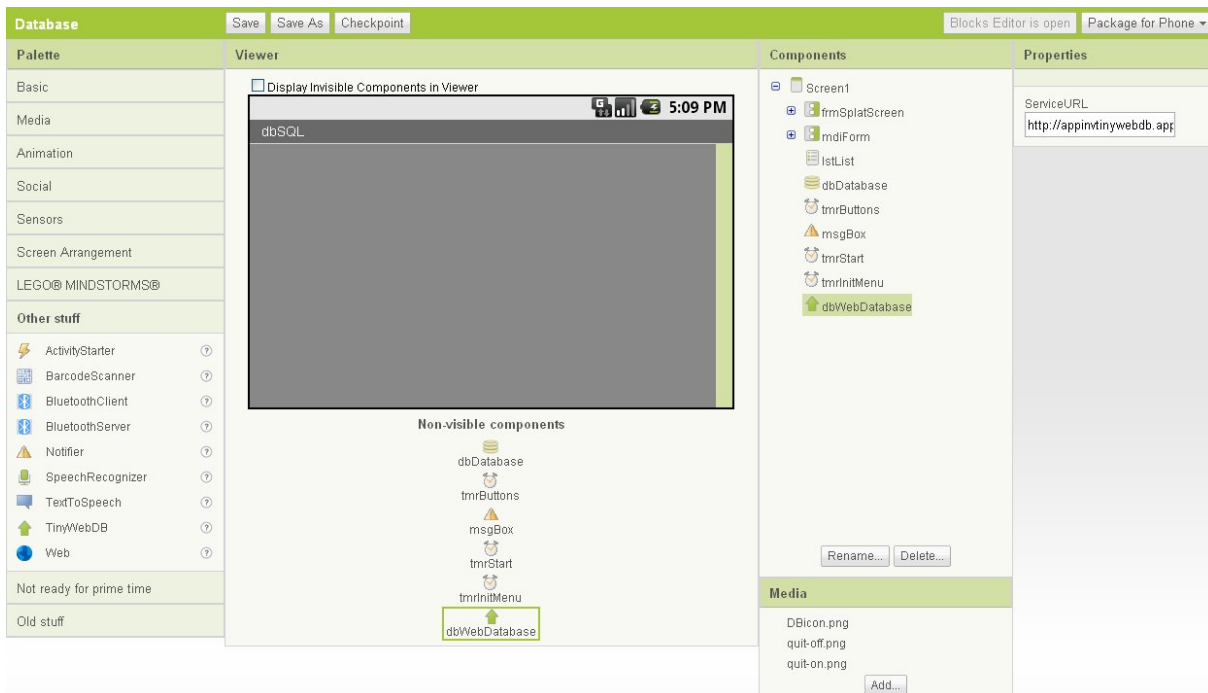 Database
Save
Save As
Checkpoint
Blocks Editor is open
Package for Phone
Palette
Basic
Media
Animation
Social
Sensors
Screen Arrangement
LEGO® MINDSTORMS®
Other stuff
ActivityStarter
BarcodeScanner
BluetoothClient
BluetoothServer
Notifier
SpeechRecognizer
TextToSpeech
TinyWebDB
Web
Not ready for prime time
Old stuff
Viewer
Display Invisible Components in Viewer
5:09 PM
dbSQL
Non-visible components
dbDatabase
tmrButtons
msgBox
tmrStart
tmrInitMenu
dbWebDatabase
Components
Screen1
frmSplatScreen
mdiForm
lstList
dbDatabase
tmrButtons
msgBox
tmrStart
tmrInitMenu
dbWebDatabase
Rename...
Delete...
Media
DBicon.png
quit-off.png
quit-on.png
Add...
Properties
ServiceURL
http://appinvtinywebdb.app